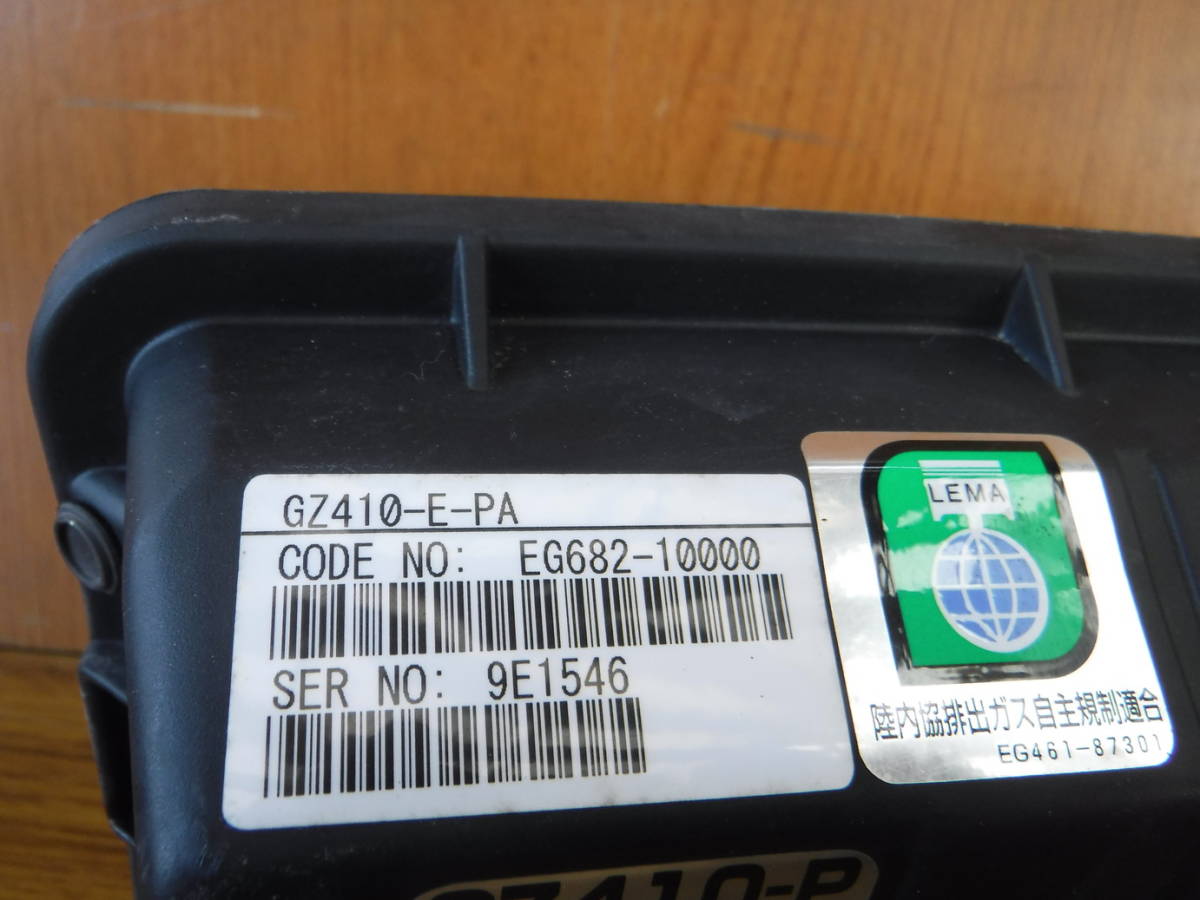 GZ410-E-PA
CODE NO: EG682-10000
SER NO: 9E1546
LEMA
陸内協排出ガス自主規制適合
EG461-87301
GZ410-P